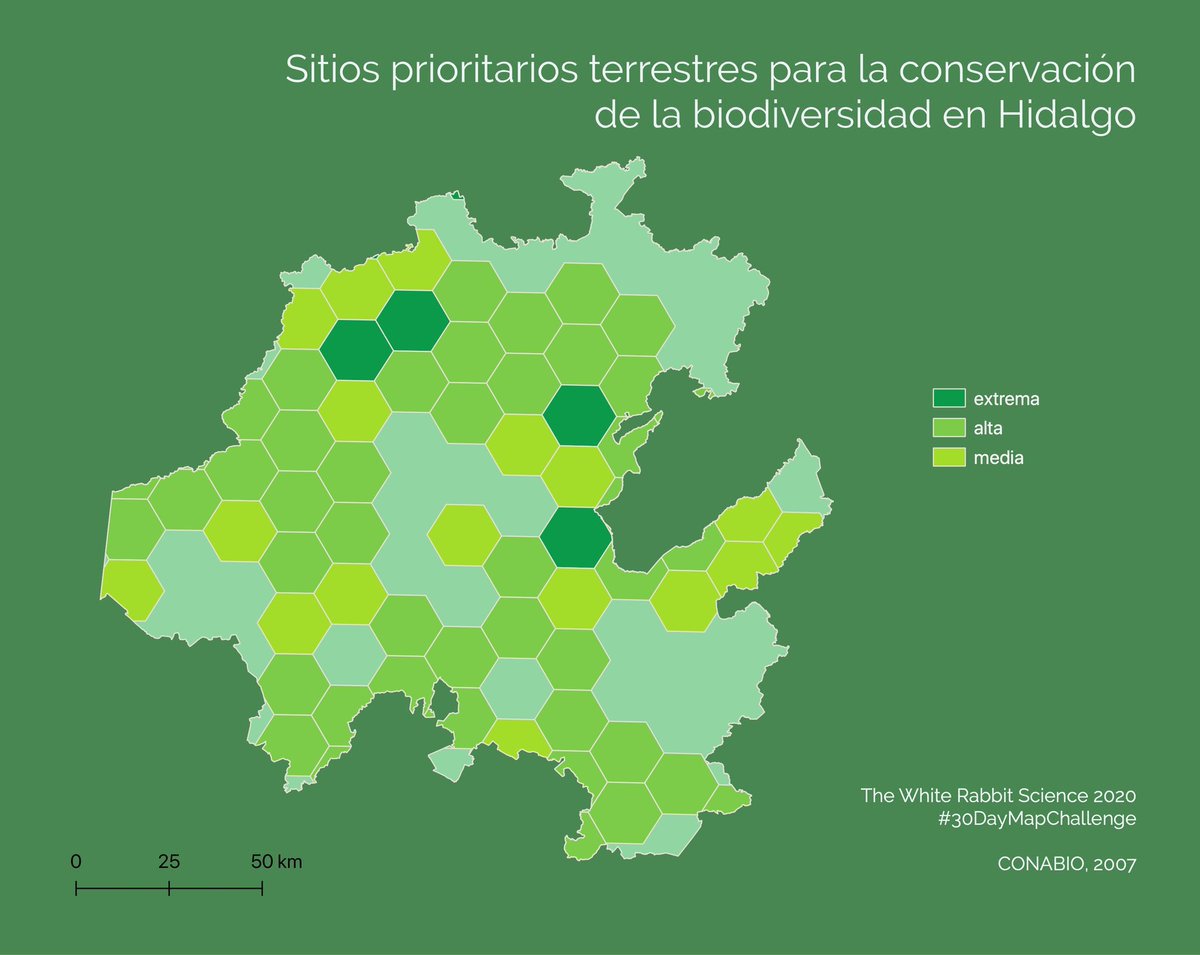 Sitios prioritarios terrestres para la conservación
de la biodiversidad en Hidalgo
extrema
alta
media
The White Rabbit Science 2020
#30DayMapChallenge
CONABIO, 2007
0 25 50 km